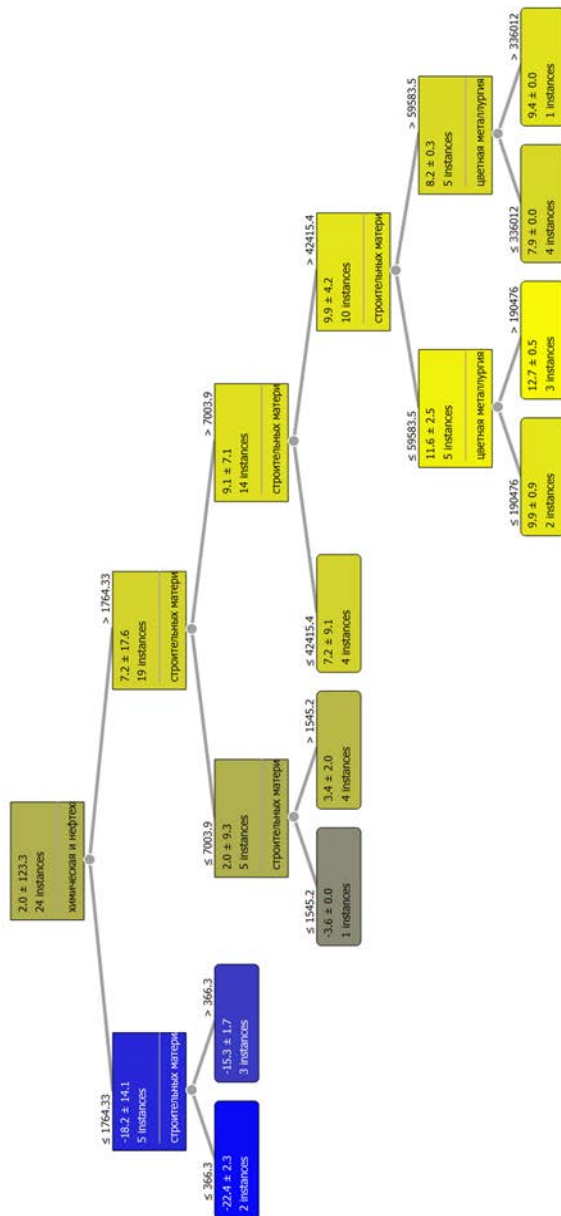 2.0 ± 123.3
24 instances
химическая и нефтех
≤ 1764.33
> 1764.33
-18.2 ± 14.1
5 instances
строительных матери
7.2 ± 17.6
19 instances
строительных матери
≤ 366.3
> 366.3
≤ 7003.9
> 7003.9
-22.4 ± 2.3
2 instances
-15.3 ± 1.7
3 instances
2.0 ± 9.3
5 instances
строительных матери
9.1 ± 7.1
14 instances
строительных матери
≤ 1545.2
> 1545.2
≤ 42415.4
> 42415.4
-3.6 ± 0.0
1 instances
3.4 ± 2.0
4 instances
7.2 ± 9.1
4 instances
9.9 ± 4.2
10 instances
строительных матери
≤ 59583.5
> 59583.5
11.6 ± 2.5
5 instances
цветная металлургия
8.2 ± 0.3
5 instances
цветная металлургия
≤ 190476
> 190476
≤ 336012
> 336012
9.9 ± 0.9
2 instances
12.7 ± 0.5
3 instances
7.9 ± 0.0
4 instances
9.4 ± 0.0
1 instances